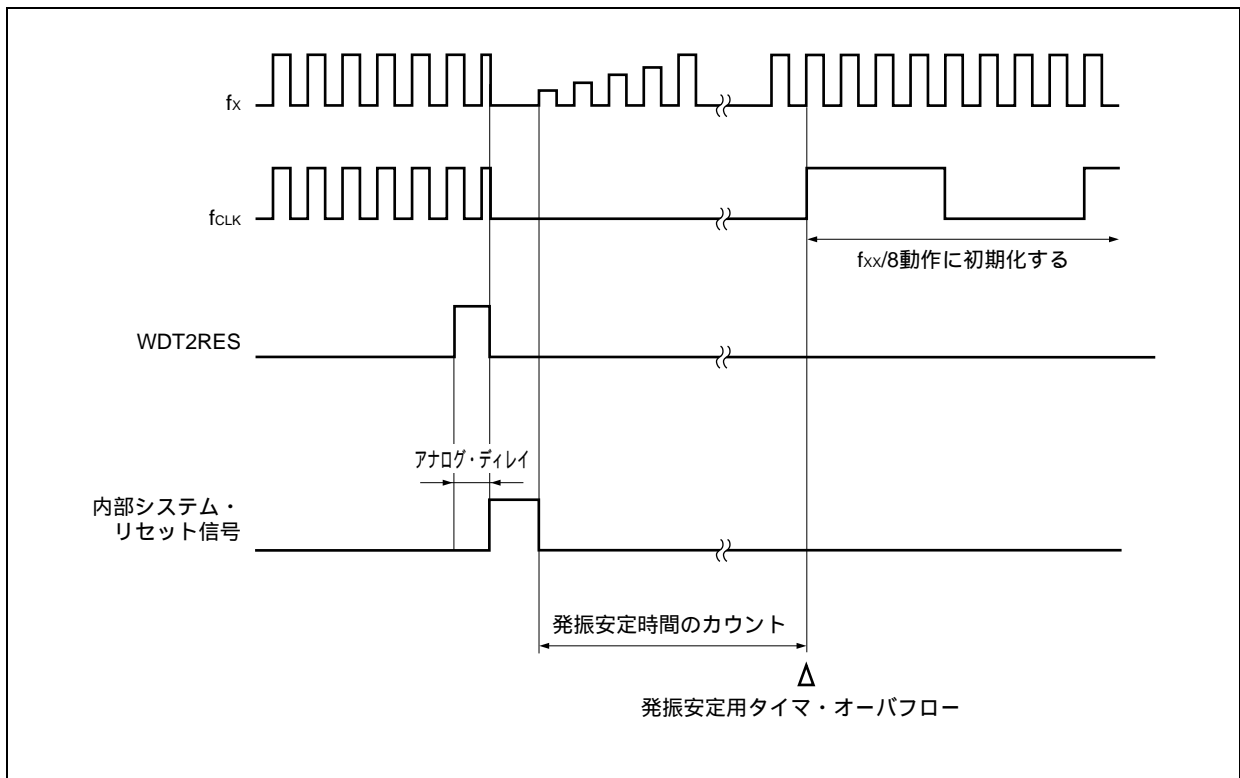 fX
fCLK
fXX/8動作に初期化する
WDT2RES
アナログ・ディレイ
内部システム・
リセット信号
発振安定時間のカウント
発振安定用タイマ・オーバフロー